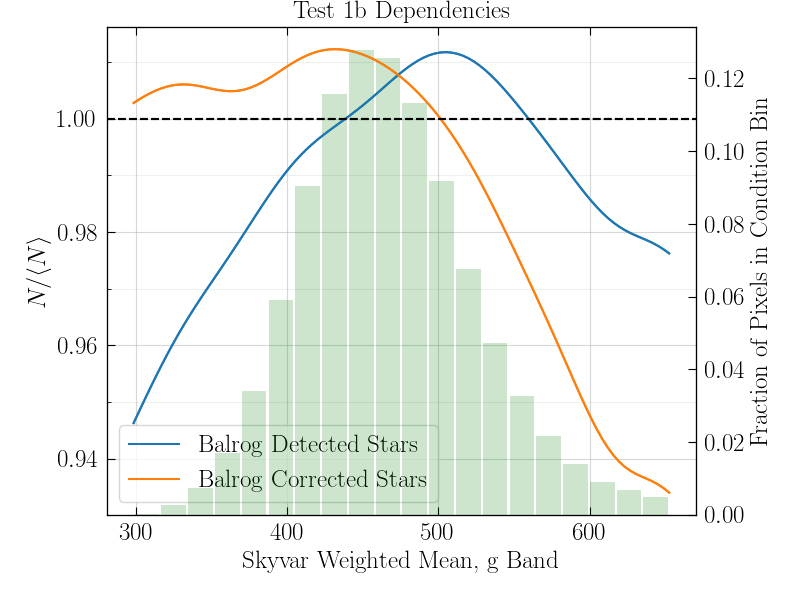 Test 1b Dependencies
N/⟨N⟩
1.00
0.98
0.96
0.94
0.12
0.10
0.08
0.06
0.04
0.02
0.00
Fraction of Pixels in Condition Bin
Balrog Detected Stars
Balrog Corrected Stars
300 400 500 600
Skyvar Weighted Mean, g Band